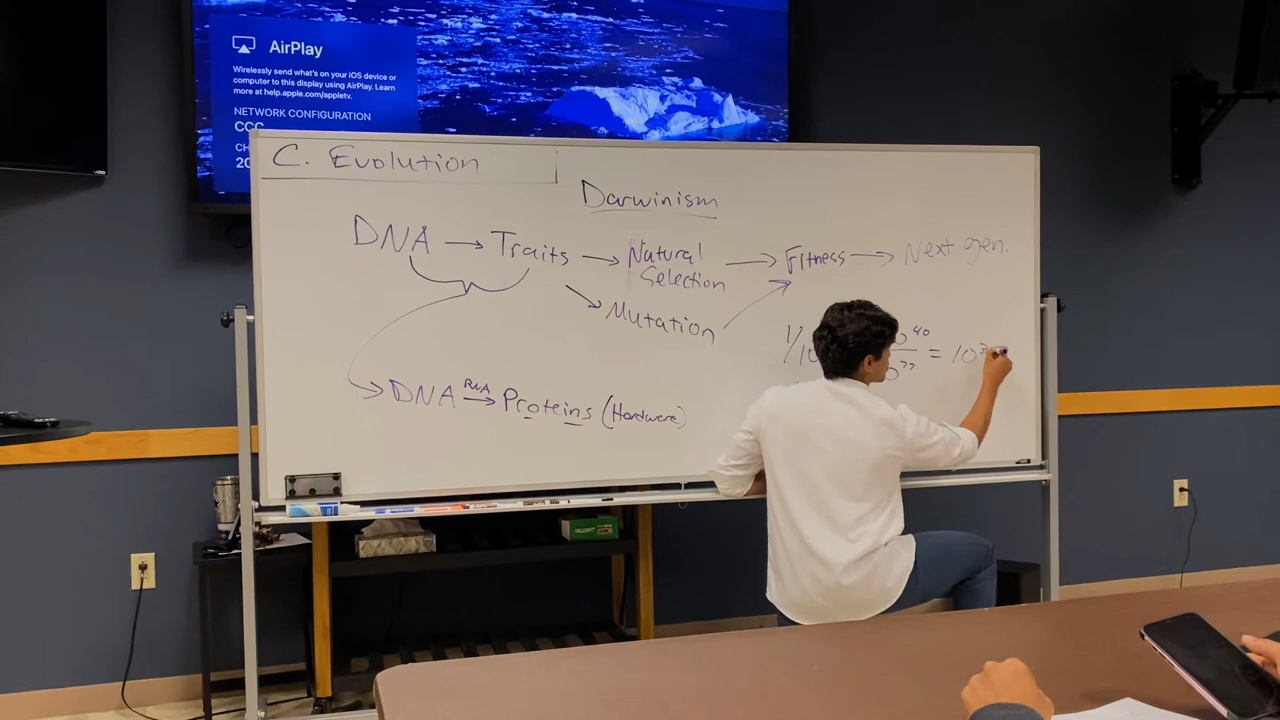 AirPlay
Wirelessly send what's on your iOS device or
computer to this display using AirPlay. Learn
more at help.apple.com/appletv.
NETWORK CONFIGURATION
CCC
CH
20
C. Evolution
Darwinism
DNA → Traits → Natural Selection → Fitness → Next gen.
Mutation
DNA RNA → Proteins (Hardware)
1/10
40
= 10